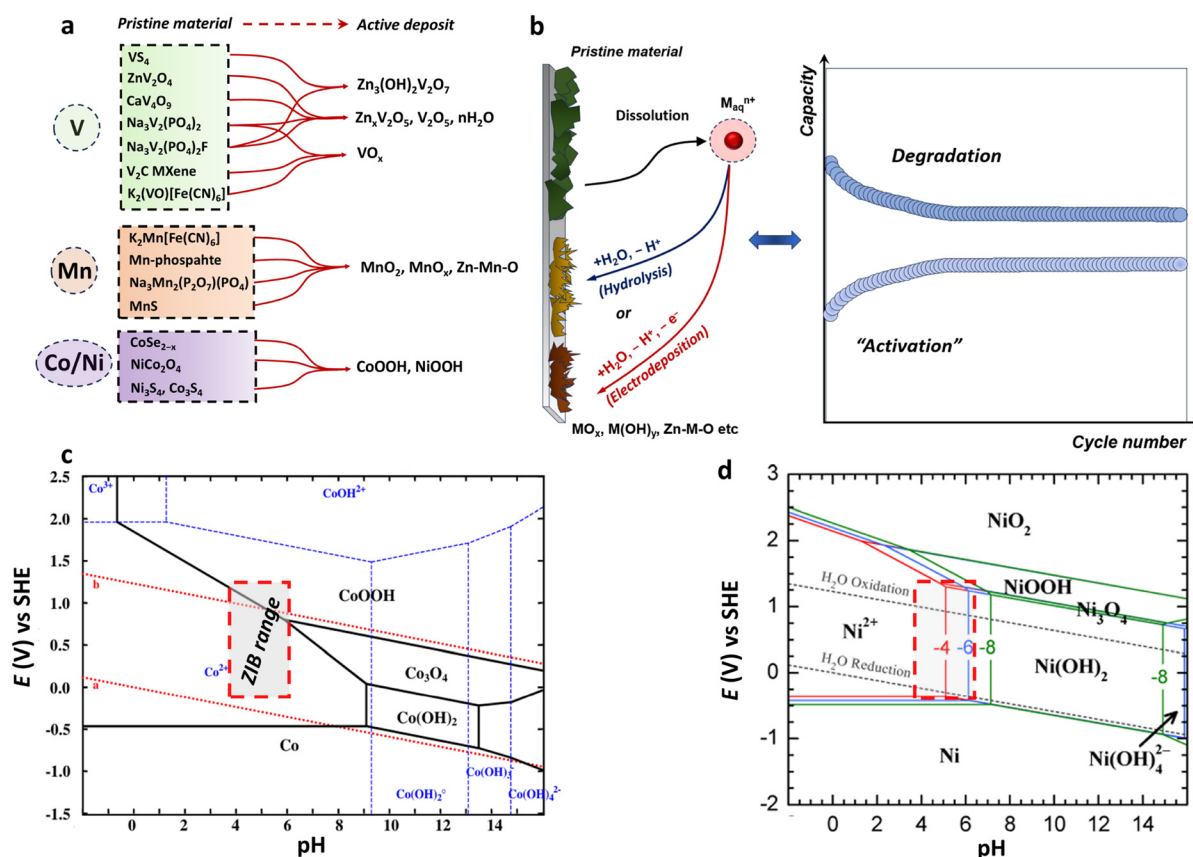 a
Pristine material
Active deposit
V
VS₄
ZnV₂O₄
CaV₄O₉
Na₃V₂(PO₄)₂
Na₃V₂(PO₄)₂F
V₂C MXene
K₂(VO)[Fe(CN)₆]
Zn₃(OH)₂V₂O₇
ZnₓV₂O₅, V₂O₅, nH₂O
VOₓ
Mn
K₂Mn[Fe(CN)₆]
Mn-phospahte
Na₃Mn₂(P₂O₇)(PO₄)
MnS
MnO₂, MnOₓ, Zn-Mn-O
Co/Ni
CoSe₂₋ₓ
NiCo₂O₄
Ni₃S₄, Co₃S₄
CoOOH, NiOOH
b
Pristine material
Dissolution
M_aq^n+
+H₂O, – H⁺
(Hydrolysis)
or
+H₂O, – H⁺, – e⁻
(Electrodeposition)
MOₓ, M(OH)ᵧ, Zn-M-O etc
Capacity
Degradation
“Activation”
Cycle number
c
E (V) vs SHE
2.5
2.0
1.5
1.0
0.5
0.0
-0.5
-1.0
-1.5
Co³⁺
CoOH²⁺
b
CoOOH
ZIB range
Co²⁺
a
Co₃O₄
Co(OH)₂
Co
Co(OH)₂°
Co(OH)₃⁻
Co(OH)₄²⁻
0 2 4 6 8 10 12 14
pH
d
E (V) vs SHE
3
2
1
0
-1
-2
NiO₂
H₂O Oxidation
NiOOH
Ni₃O₄
Ni²⁺
-4 -6 -8
H₂O Reduction
Ni(OH)₂
-8
Ni
Ni(OH)₄²⁻
0 2 4 6 8 10 12 14
pH